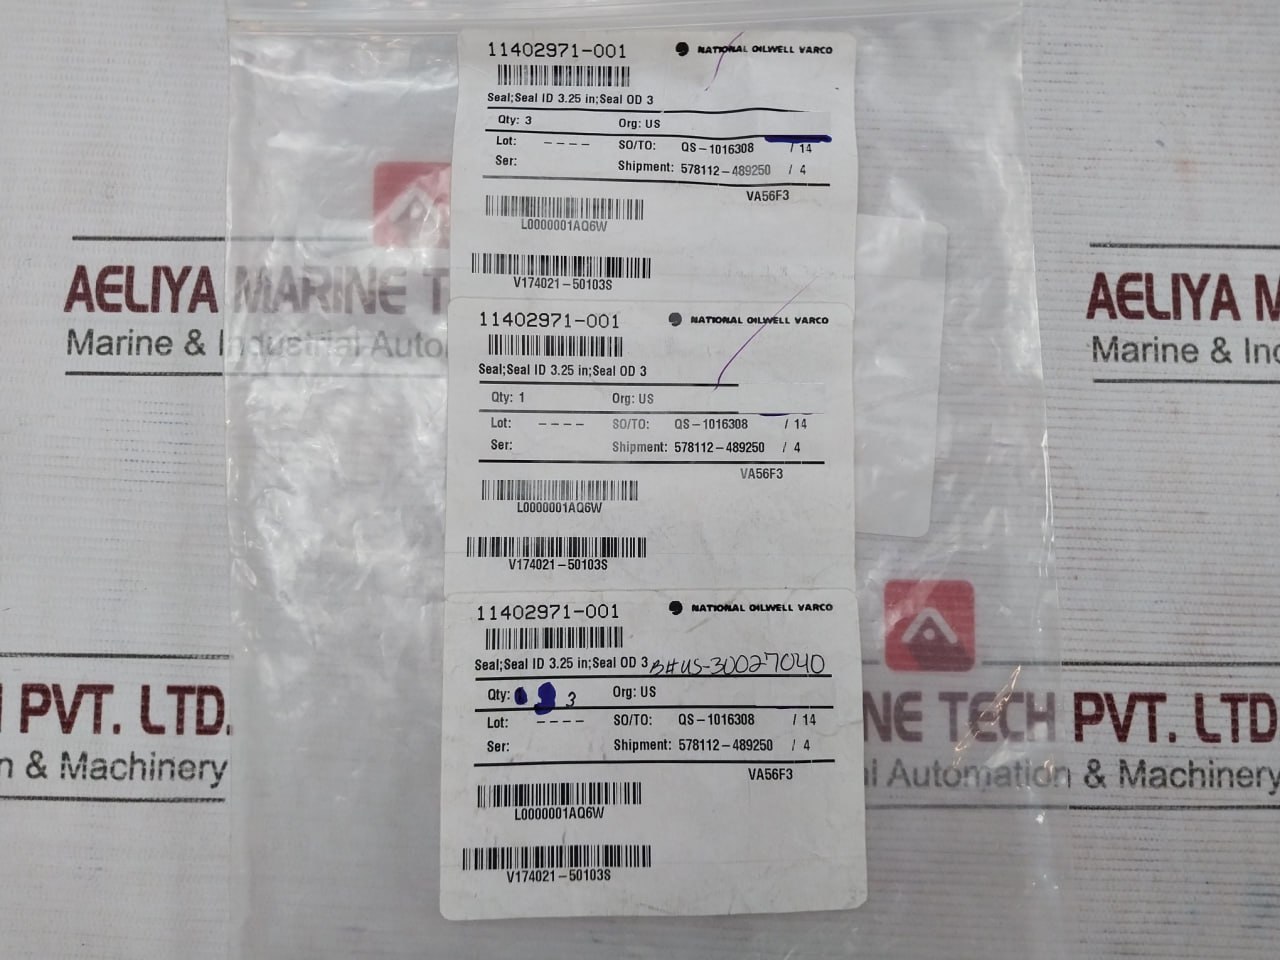 11402971-001
NATIONAL OILWELL VARCO
Seal;Seal ID 3.25 in;Seal OD 3
Qty: 3 Org: US
Lot: ---- SO/TO: QS-1016308 / 14
Ser: Shipment: 578112-489250 / 4
VA56F3
L0000001AQ6W
V174021-50103S
11402971-001
NATIONAL OILWELL VARCO
Seal;Seal ID 3.25 in;Seal OD 3
Qty: 1 Org: US
Lot: ---- SO/TO: QS-1016308 / 14
Ser: Shipment: 578112-489250 / 4
VA56F3
L0000001AQ6W
V174021-50103S
11402971-001
NATIONAL OILWELL VARCO
Seal;Seal ID 3.25 in;Seal OD 3 B#US-30027040
Qty: 3 Org: US
Lot: ---- SO/TO: QS-1016308 / 14
Ser: Shipment: 578112-489250 / 4
VA56F3
L0000001AQ6W
V174021-50103S
AELIYA MARINE T
Marine & Industrial Auto
AELIYA M
Marine & Ind
PVT. LTD.
n & Machinery
NE TECH PVT. LTD
l Automation & Machinery